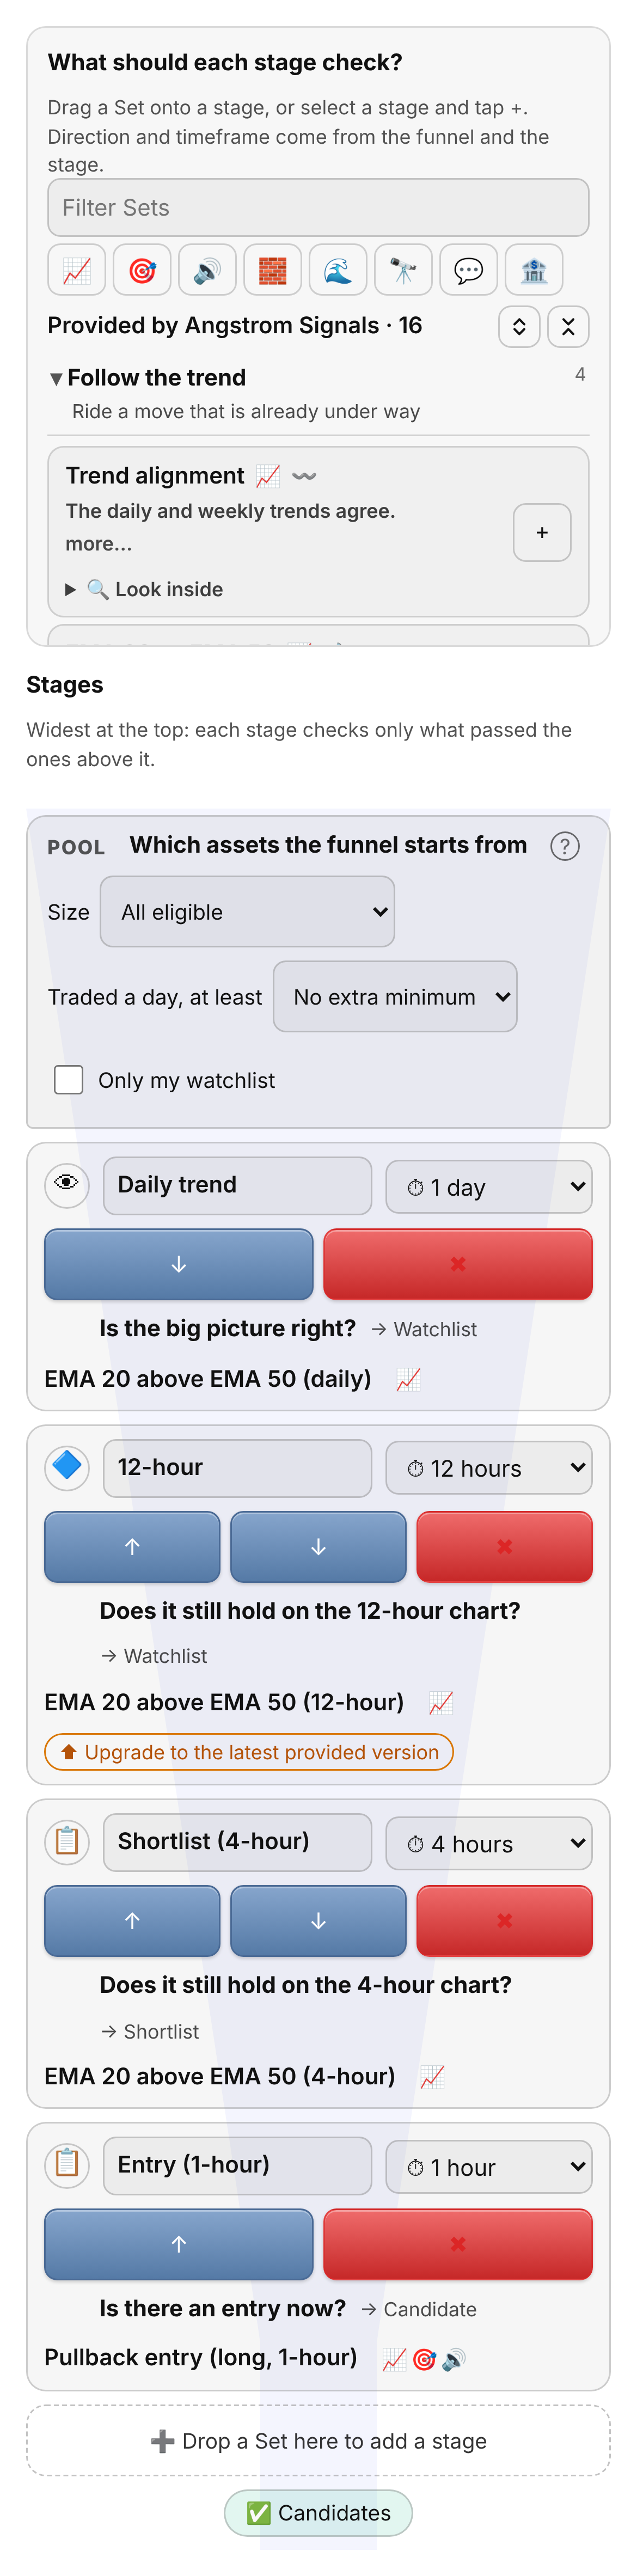 What should each stage check?
Drag a Set onto a stage, or select a stage and tap +.
Direction and timeframe come from the funnel and the
stage.
Filter Sets
Provided by Angstrom Signals · 16
▼ Follow the trend 4
Ride a move that is already under way
Trend alignment
The daily and weekly trends agree.
more...
+
▶ Look inside
Stages
Widest at the top: each stage checks only what passed the
ones above it.
POOL Which assets the funnel starts from ?
Size All eligible
Traded a day, at least No extra minimum
Only my watchlist
Daily trend 1 day
↓ ✖
Is the big picture right? → Watchlist
EMA 20 above EMA 50 (daily)
12-hour 12 hours
↑ ↓ ✖
Does it still hold on the 12-hour chart?
→ Watchlist
EMA 20 above EMA 50 (12-hour)
Upgrade to the latest provided version
Shortlist (4-hour) 4 hours
↑ ↓ ✖
Does it still hold on the 4-hour chart?
→ Shortlist
EMA 20 above EMA 50 (4-hour)
Entry (1-hour) 1 hour
↑ ✖
Is there an entry now? → Candidate
Pullback entry (long, 1-hour)
➕ Drop a Set here to add a stage
✅ Candidates